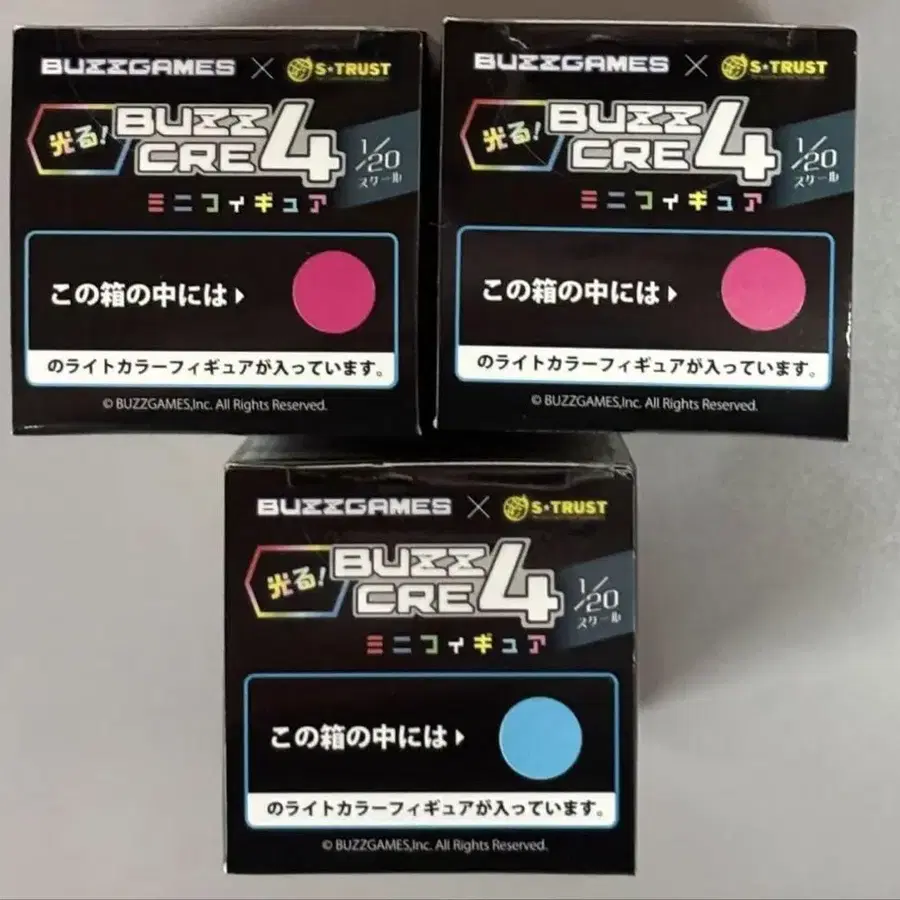 BUZZGAMES × S★TRUST
光る! BUZZ CRE4 1/20 スケール
ミニフィギュア
この箱の中には▶
のライトカラーフィギュアが入っています。
© BUZZGAMES,Inc. All Rights Reserved.
BUZZGAMES × S★TRUST
光る! BUZZ CRE4 1/20 スケール
ミニフィギュア
この箱の中には▶
のライトカラーフィギュアが入っています。
© BUZZGAMES,Inc. All Rights Reserved.
BUZZGAMES × S★TRUST
光る! BUZZ CRE4 1/20 スケール
ミニフィギュア
この箱の中には▶
のライトカラーフィギュアが入っています。
© BUZZGAMES,Inc. All Rights Reserved.